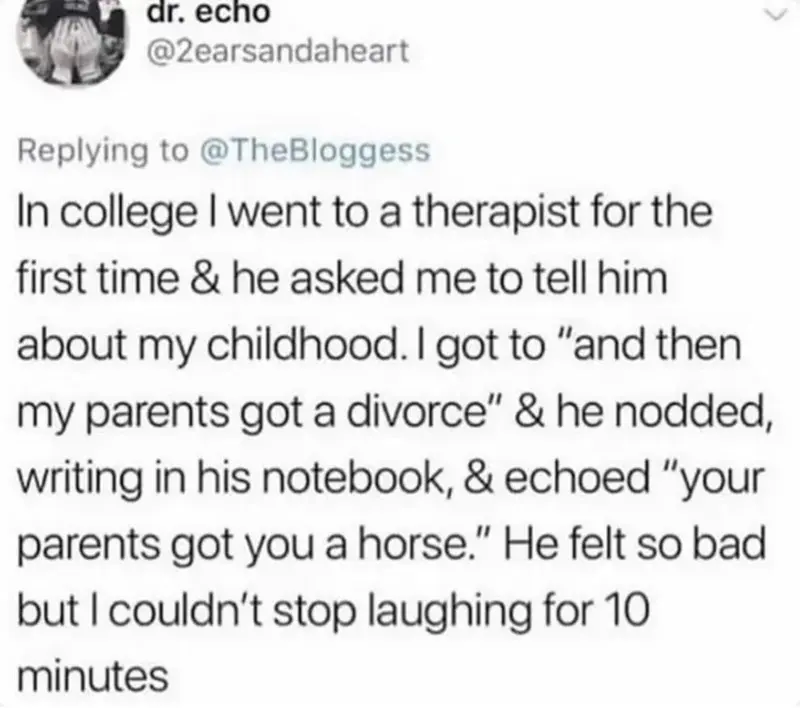 dr. echo
@2earsandaheart
Replying to @TheBloggess
In college I went to a therapist for the
first time & he asked me to tell him
about my childhood. I got to "and then
my parents got a divorce" & he nodded,
writing in his notebook, & echoed "your
parents got you a horse." He felt so bad
but I couldn't stop laughing for 10
minutes